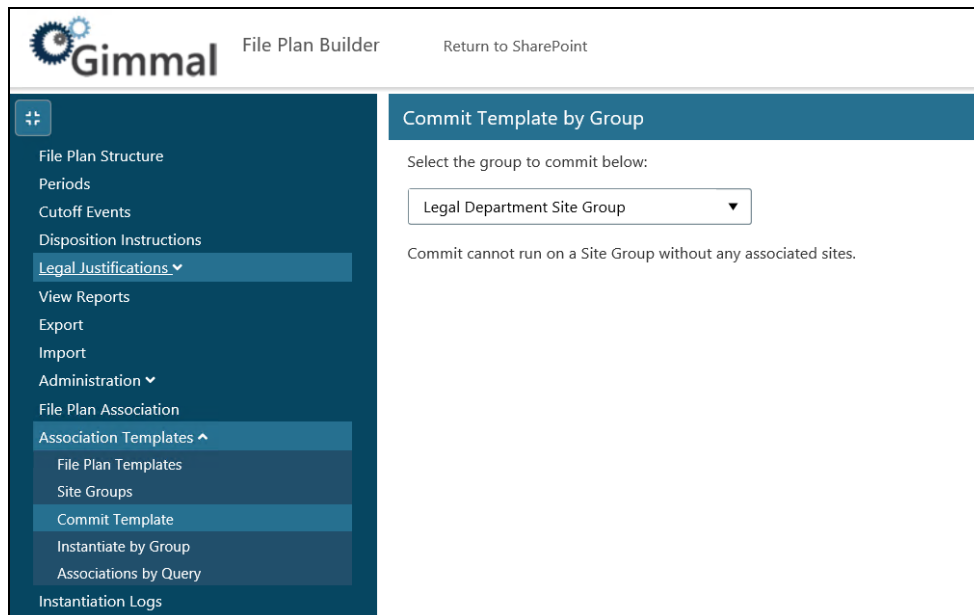 Gimmal
File Plan Builder
Return to SharePoint
File Plan Structure
Periods
Cutoff Events
Disposition Instructions
Legal Justifications
View Reports
Export
Import
Administration
File Plan Association
Association Templates
File Plan Templates
Site Groups
Commit Template
Instantiate by Group
Associations by Query
Instantiation Logs
Commit Template by Group
Select the group to commit below:
Legal Department Site Group
Commit cannot run on a Site Group without any associated sites.